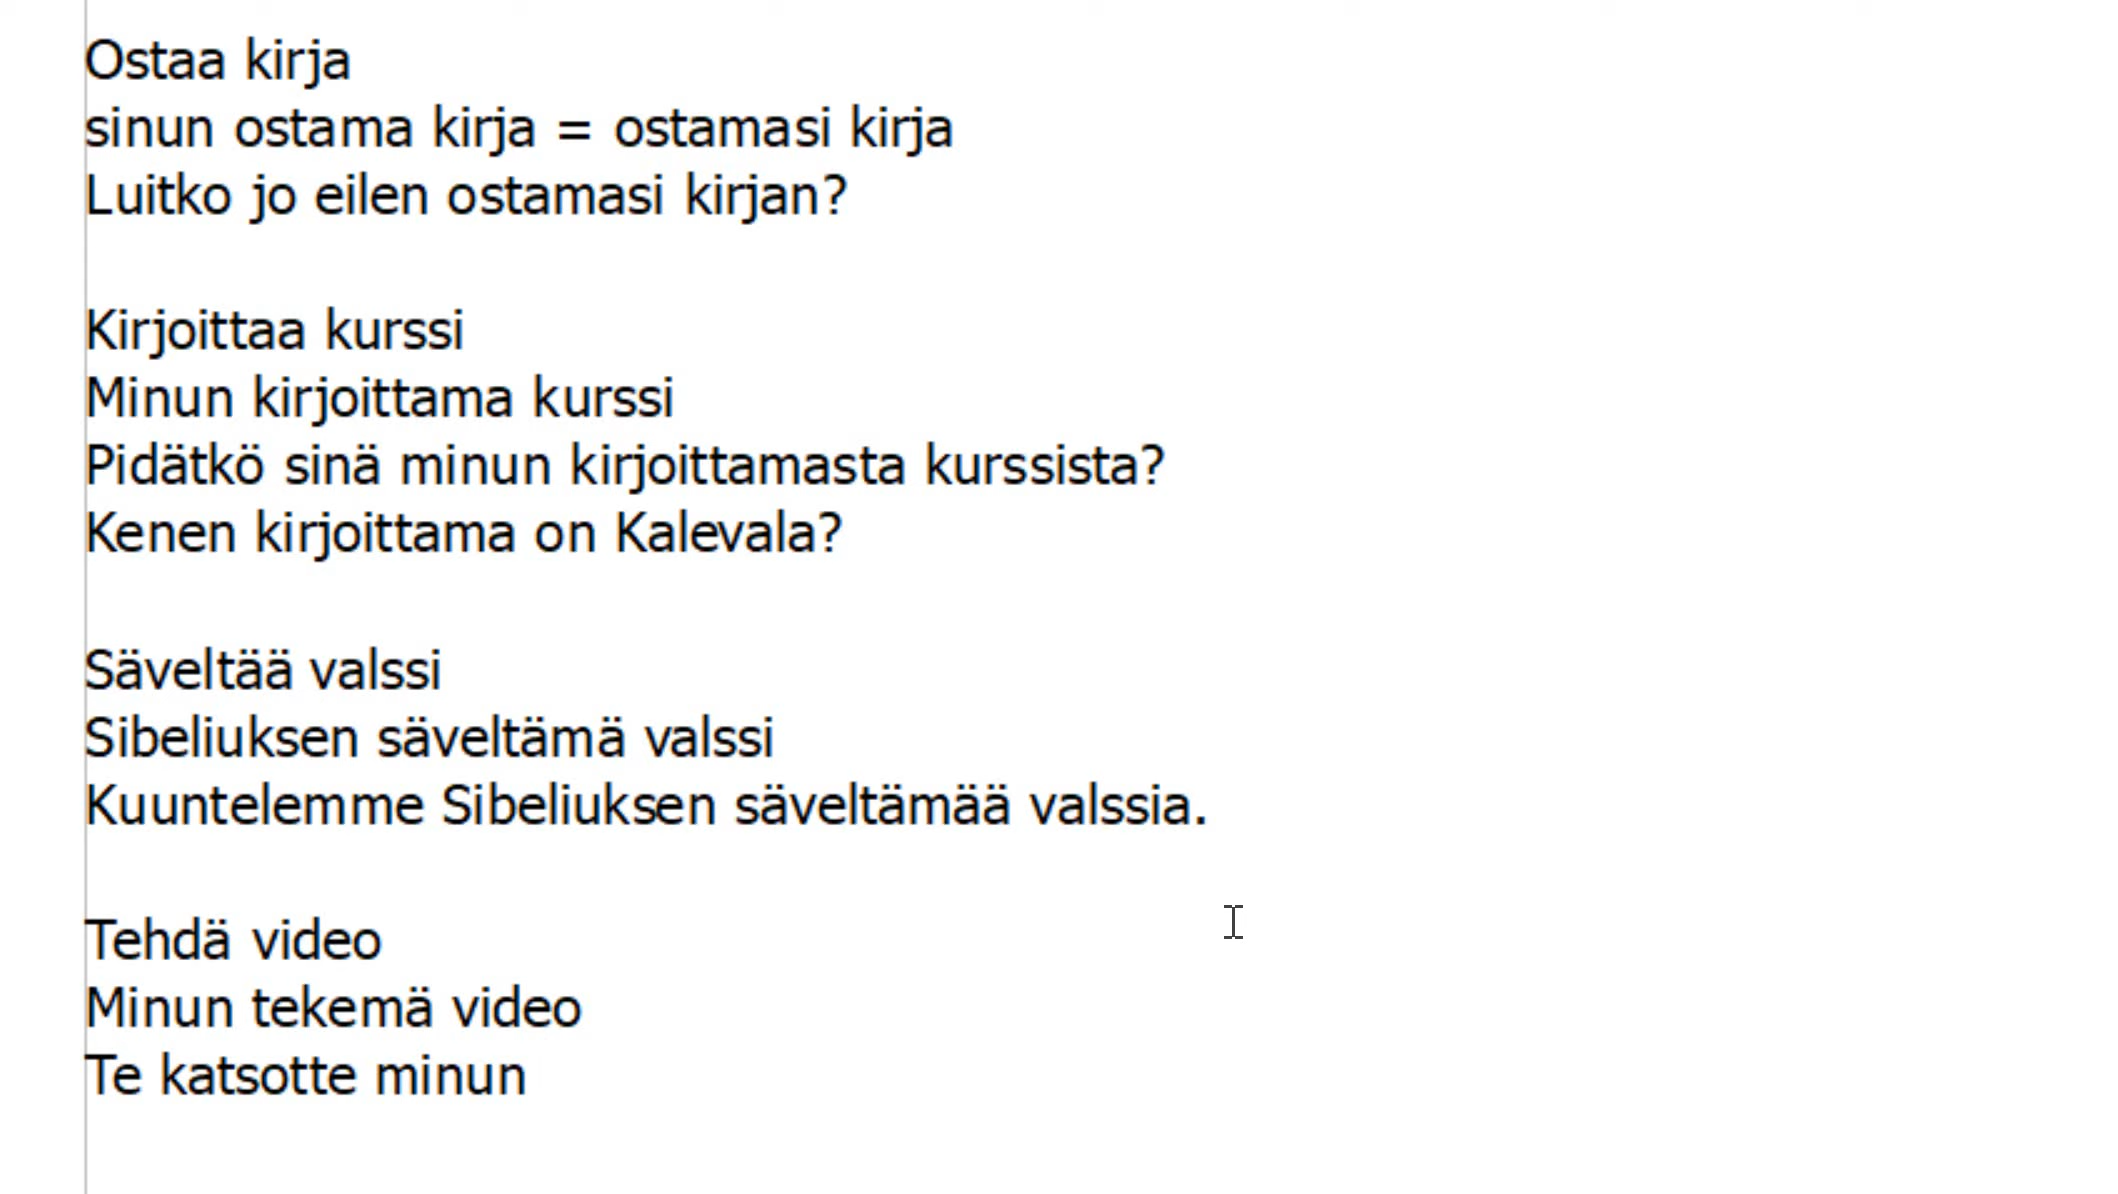 Ostaa kirja
sinun ostama kirja = ostamasi kirja
Luitko jo eilen ostamasi kirjan?
Kirjoittaa kurssi
Minun kirjoittama kurssi
Pidätkö sinä minun kirjoittamasta kurssista?
Kenen kirjoittama on Kalevala?
Säveltää valssi
Sibeliuksen säveltämä valssi
Kuuntelemme Sibeliuksen säveltämää valssia.
Tehdä video
Minun tekemä video
Te katsotte minun